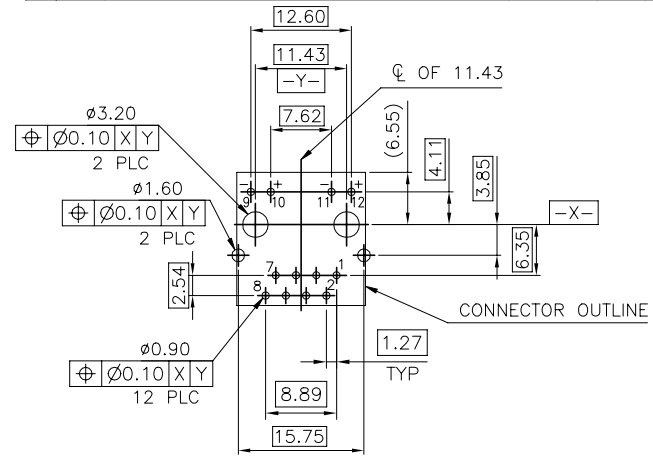 12.60
11.43
-Y-
℄ OF 11.43
7.62
ø3.20
⌖ Ø0.10 X Y
2 PLC
(6.55)
4.11
3.85
ø1.60
⌖ Ø0.10 X Y
2 PLC
- + - +
9 10 11 12
-X-
6.35
7 1
2.54
8 2
CONNECTOR OUTLINE
ø0.90
⌖ Ø0.10 X Y
12 PLC
1.27
TYP
8.89
15.75